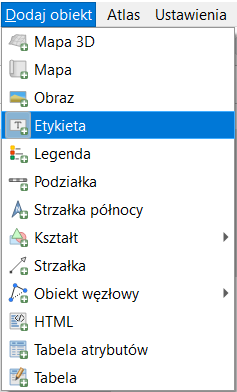 Dodaj obiekt Atlas Ustawienia
Mapa 3D
Mapa
Obraz
Etykieta
Legenda
Podziałka
Strzałka północy
Kształt
Strzałka
Obiekt węzłowy
HTML
Tabela atrybutów
Tabela